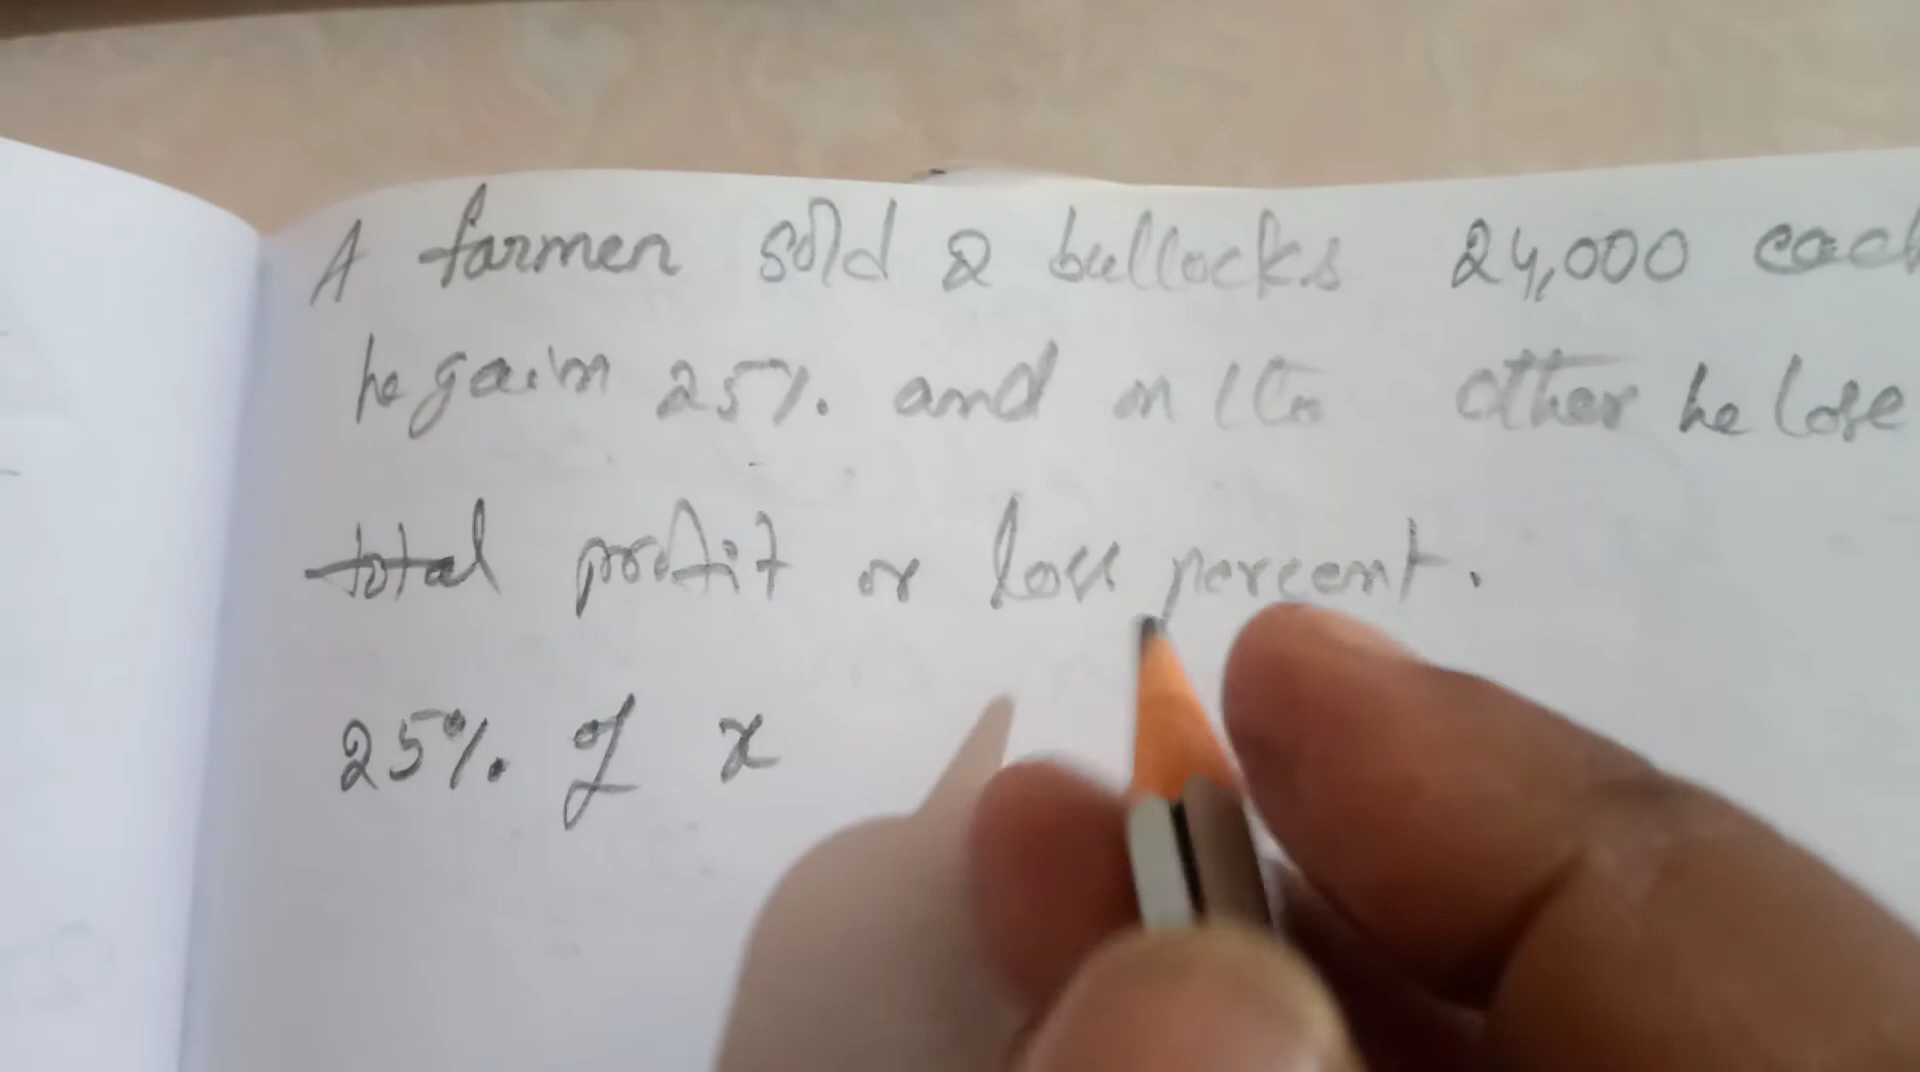 A farmer sold 2 bullocks 24,000 each
he gain 25%. and on the other he lose
total profit or loss percent.
25%. of x